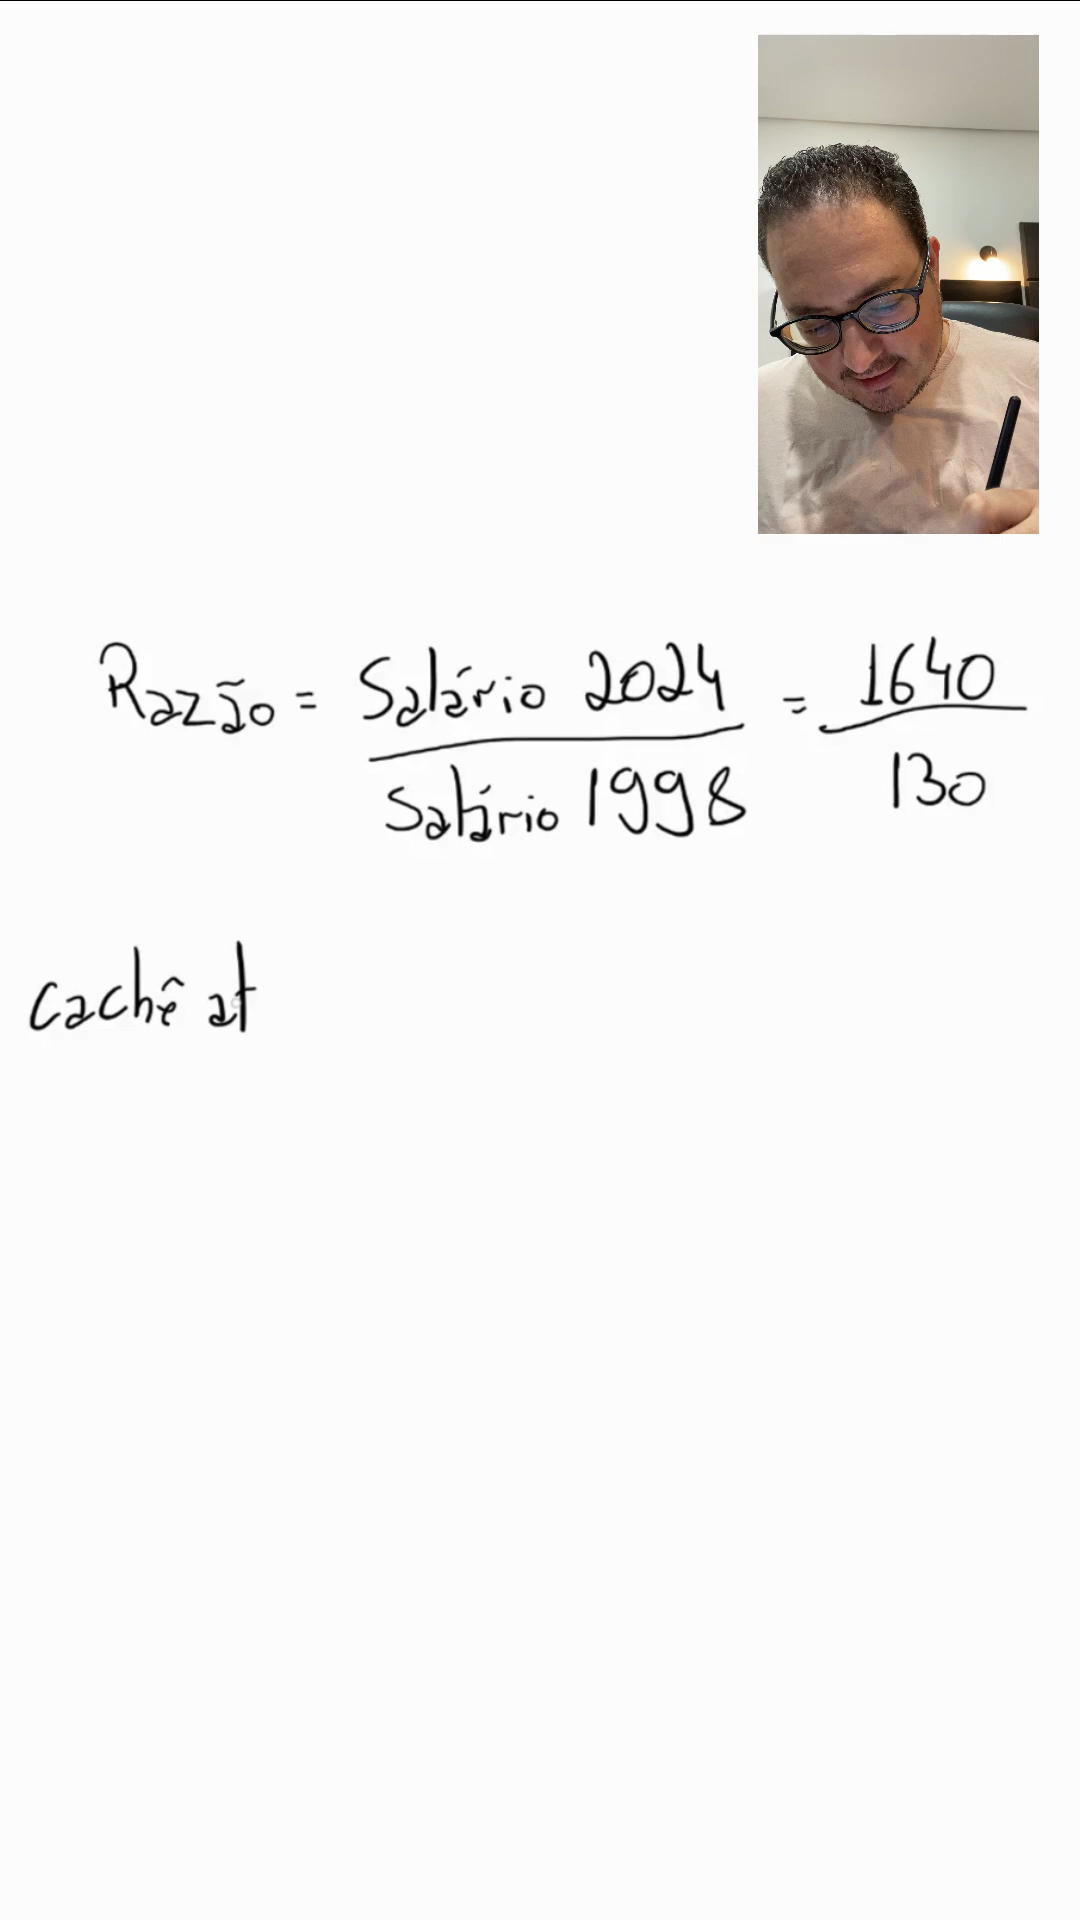 Razão = Salário 2024 = 1640
Salário 1998 130
cachê at